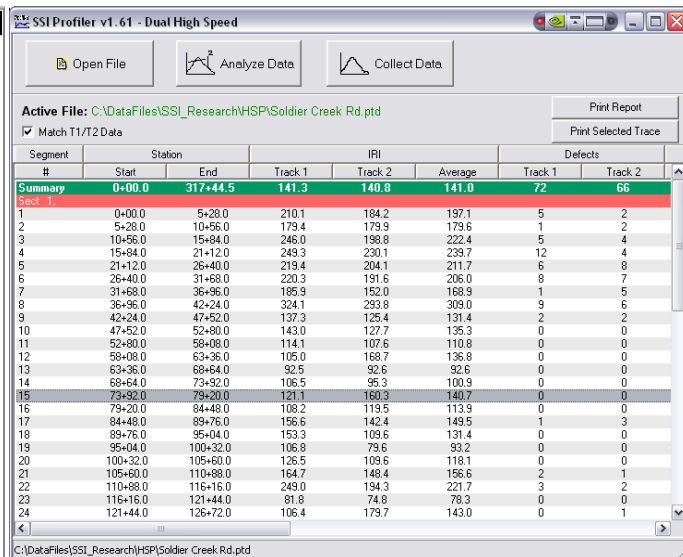 SSI Profiler v1.61 - Dual High Speed
Open File Analyze Data Collect Data
Active File: C:\DataFiles\SSI_Research\HSP\Soldier Creek Rd.ptd Print Report
Match T1/T2 Data Print Selected Trace
Segment Station IRI Defects
# Start End Track 1 Track 2 Average Track 1 Track 2
Summary 0+00.0 317+44.5 141.3 140.8 141.0 72 66
Sect 1,
1 0+00.0 5+28.0 210.1 184.2 197.1 5 2
2 5+28.0 10+56.0 179.4 179.9 179.6 1 2
3 10+56.0 15+84.0 246.0 198.8 222.4 5 4
4 15+84.0 21+12.0 249.3 230.1 239.7 12 4
5 21+12.0 26+40.0 219.4 204.1 211.7 6 8
6 26+40.0 31+68.0 220.3 191.6 206.0 8 7
7 31+68.0 36+96.0 185.9 152.0 168.9 1 5
8 36+96.0 42+24.0 324.1 293.8 309.0 9 6
9 42+24.0 47+52.0 137.3 125.4 131.4 2 2
10 47+52.0 52+80.0 143.0 127.7 135.3 0 0
11 52+80.0 58+08.0 114.1 107.6 110.8 0 0
12 58+08.0 63+36.0 105.0 168.7 136.8 0 0
13 63+36.0 68+64.0 92.5 92.6 92.6 0 0
14 68+64.0 73+92.0 106.5 95.3 100.9 0 0
15 73+92.0 79+20.0 121.1 160.3 140.7 0 0
16 79+20.0 84+48.0 108.2 119.5 113.9 0 0
17 84+48.0 89+76.0 156.6 142.4 149.5 1 3
18 89+76.0 95+04.0 153.3 109.6 131.4 0 0
19 95+04.0 100+32.0 106.8 79.6 93.2 0 0
20 100+32.0 105+60.0 126.5 109.6 118.1 0 0
21 105+60.0 110+88.0 164.7 148.4 156.6 2 1
22 110+88.0 116+16.0 249.0 194.3 221.7 3 2
23 116+16.0 121+44.0 81.8 74.8 78.3 0 0
24 121+44.0 126+72.0 106.4 179.7 143.0 0 1
C:\DataFiles\SSI_Research\HSP\Soldier Creek Rd.ptd